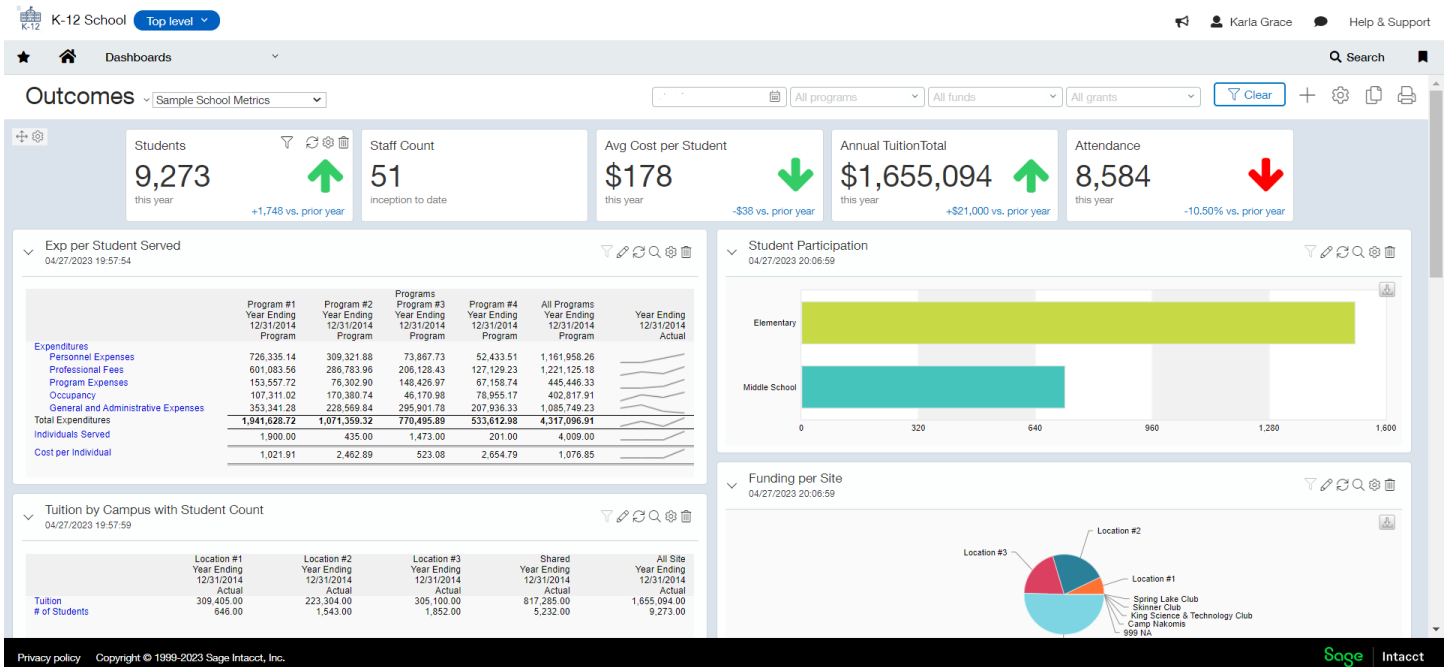 K-12
K-12 School
Top level
Karla Grace
Help & Support
Dashboards
Search
Outcomes
Sample School Metrics
All programs
All funds
All grants
Clear
Students
9,273
this year
+1,748 vs. prior year
Staff Count
51
inception to date
Avg Cost per Student
$178
this year
-$38 vs. prior year
Annual TuitionTotal
$1,655,094
this year
+$21,000 vs. prior year
Attendance
8,584
this year
-10.50% vs. prior year
Exp per Student Served
04/27/2023 19:57:54
Programs
Program #1 Program #2 Program #3 Program #4 All Programs
Year Ending Year Ending Year Ending Year Ending Year Ending Year Ending
12/31/2014 12/31/2014 12/31/2014 12/31/2014 12/31/2014 12/31/2014
Program Program Program Program Program Actual
Expenditures
Personnel Expenses 726,335.14 309,321.88 73,867.73 52,433.51 1,161,958.26
Professional Fees 601,083.56 286,783.96 206,128.43 127,129.23 1,221,125.18
Program Expenses 153,557.72 76,302.90 148,426.97 67,158.74 445,446.33
Occupancy 107,311.02 170,380.74 46,170.98 78,955.17 402,817.91
General and Administrative Expenses 353,341.28 228,569.84 295,901.78 207,936.33 1,085,749.23
Total Expenditures 1,941,628.72 1,071,359.32 770,495.89 533,612.98 4,317,096.91
Individuals Served 1,900.00 435.00 1,473.00 201.00 4,009.00
Cost per Individual 1,021.91 2,462.89 523.08 2,654.79 1,076.85
Student Participation
04/27/2023 20:06:59
Elementary
Middle School
0 320 640 960 1,280 1,600
Tuition by Campus with Student Count
04/27/2023 19:57:59
Location #1 Location #2 Location #3 Shared All Site
Year Ending Year Ending Year Ending Year Ending Year Ending
12/31/2014 12/31/2014 12/31/2014 12/31/2014 12/31/2014
Actual Actual Actual Actual Actual
Tuition 309,405.00 223,304.00 305,100.00 817,285.00 1,655,094.00
# of Students 646.00 1,543.00 1,852.00 5,232.00 9,273.00
Funding per Site
04/27/2023 20:06:59
Location #2
Location #3
Location #1
Spring Lake Club
Skinner Club
King Science & Technology Club
Camp Nakomis
999 NA
Privacy policy Copyright © 1999-2023 Sage Intacct, Inc.
Sage Intacct